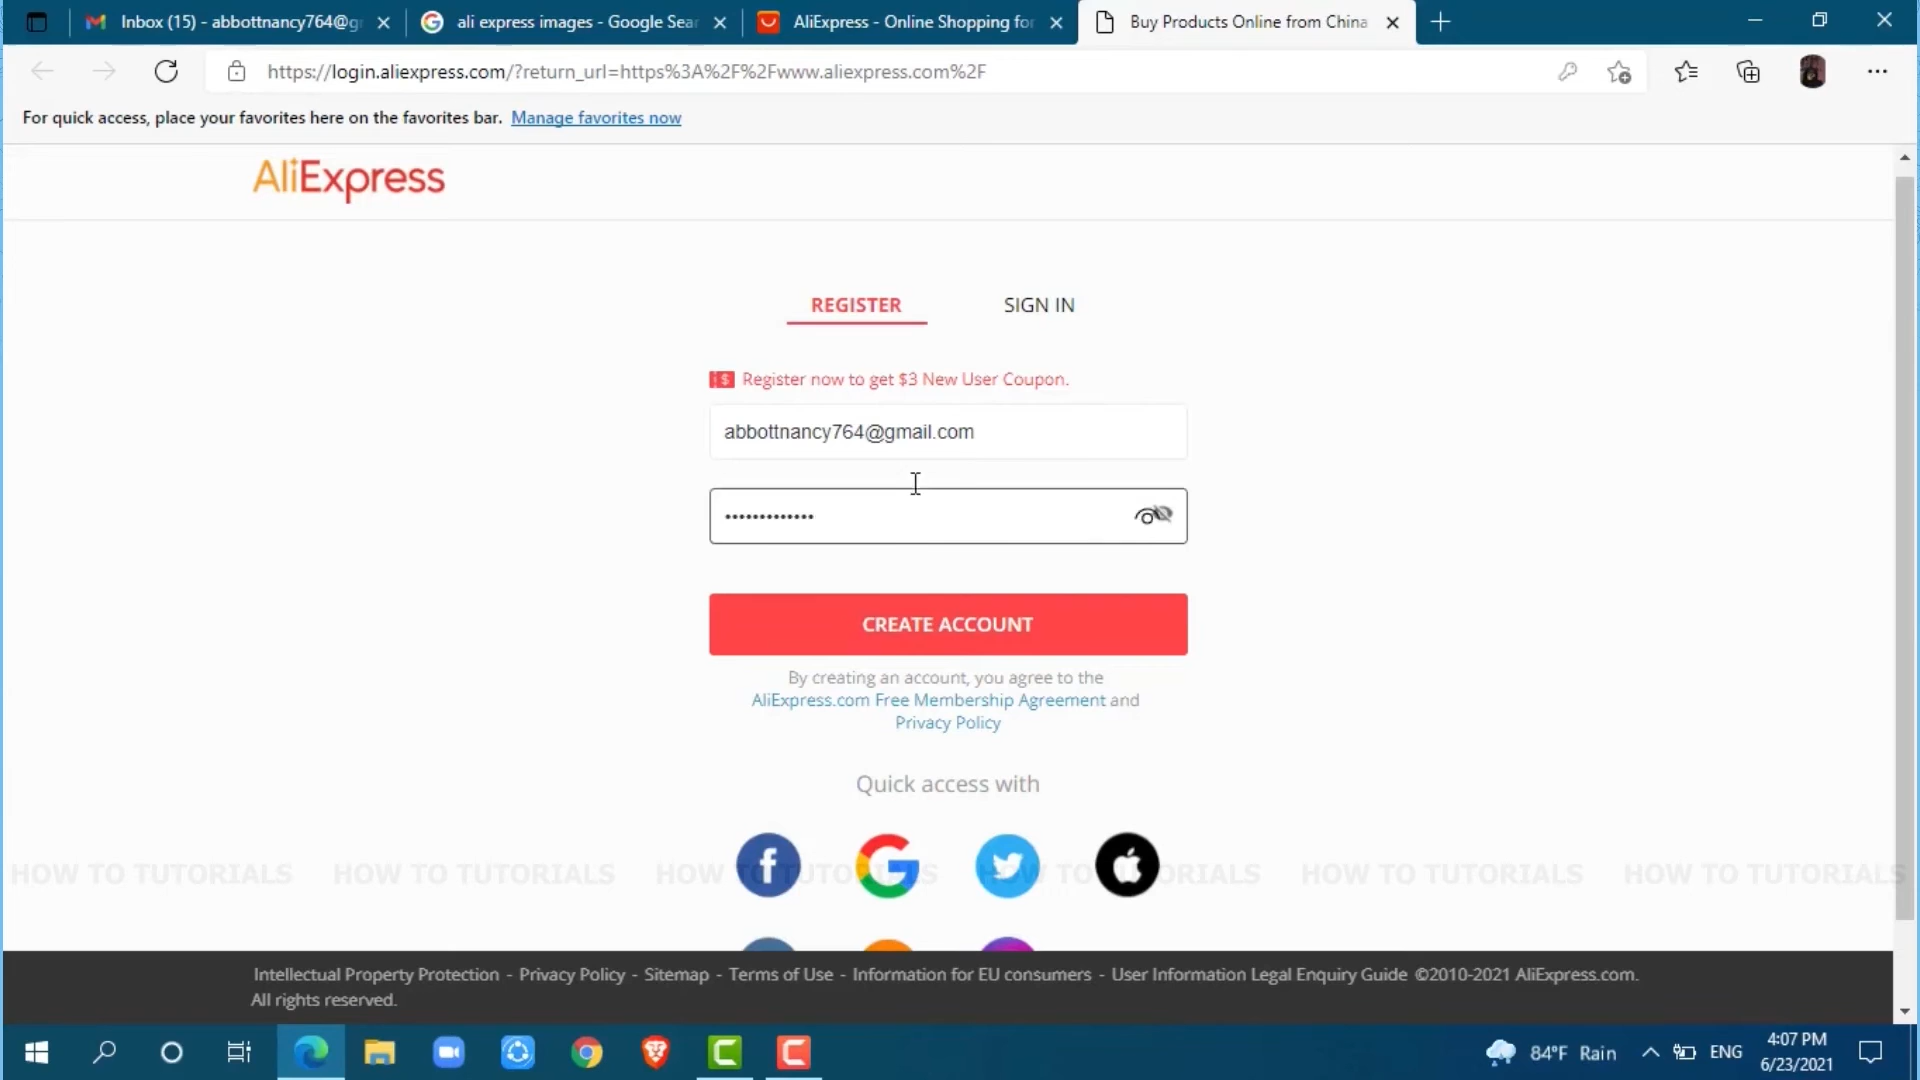 Inbox (15) - abbottnancy764@g
ali express images - Google Sear
AliExpress - Online Shopping for
Buy Products Online from China
https://login.aliexpress.com/?return_url=https%3A%2F%2Fwww.aliexpress.com%2F
For quick access, place your favorites here on the favorites bar. Manage favorites now
AliExpress
REGISTER
SIGN IN
$ Register now to get $3 New User Coupon.
abbottnancy764@gmail.com
•••••••••••••
CREATE ACCOUNT
By creating an account, you agree to the
AliExpress.com Free Membership Agreement and
Privacy Policy
Quick access with
HOW TO TUTORIALS HOW TO TUTORIALS HOW TO TUTORIALS HOW TO TUTORIALS HOW TO TUTORIALS HOW TO TUTORIALS
Intellectual Property Protection - Privacy Policy - Sitemap - Terms of Use - Information for EU consumers - User Information Legal Enquiry Guide ©2010-2021 AliExpress.com.
All rights reserved.
84°F Rain
ENG
4:07 PM
6/23/2021